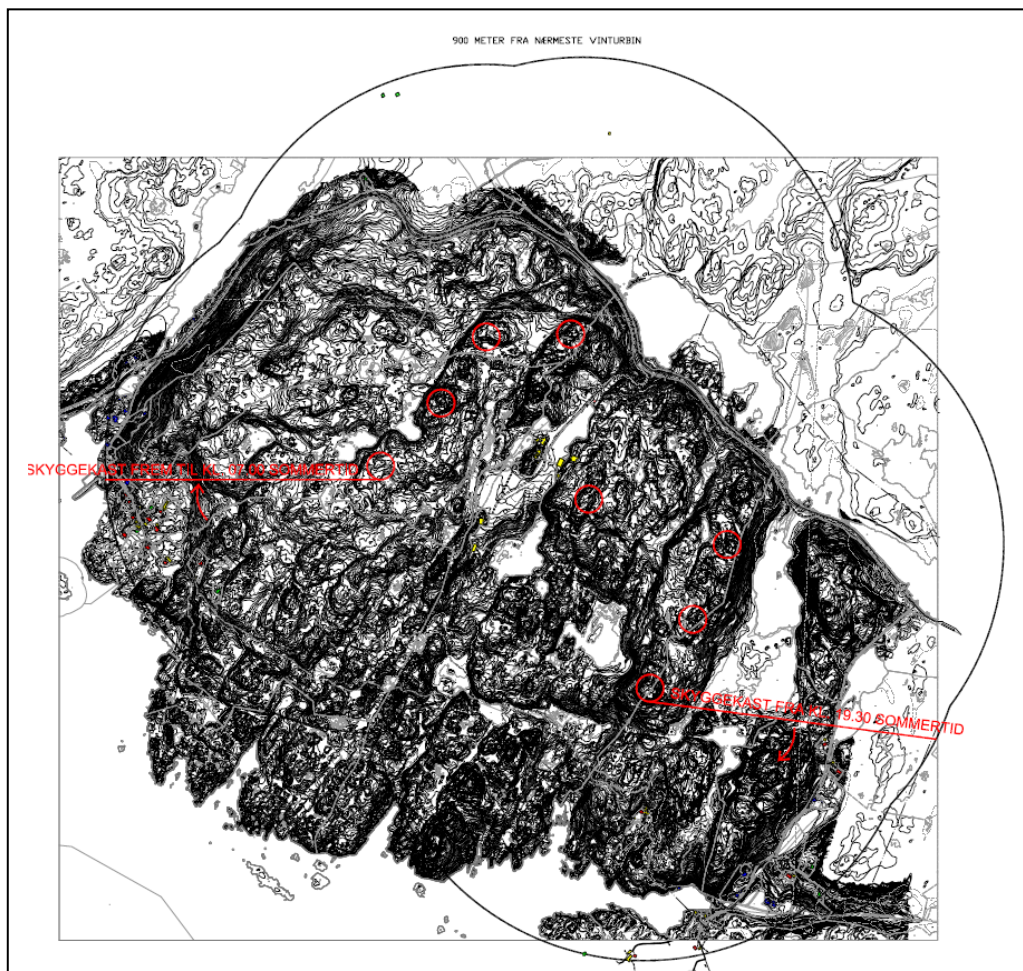 900 METER FRA NÆRMESTE VINTURBIN
SKYGGEKAST FREM TIL KL. 07.00 SOMMERTID
SKYGGEKAST FRA KL. 19.30 SOMMERTID